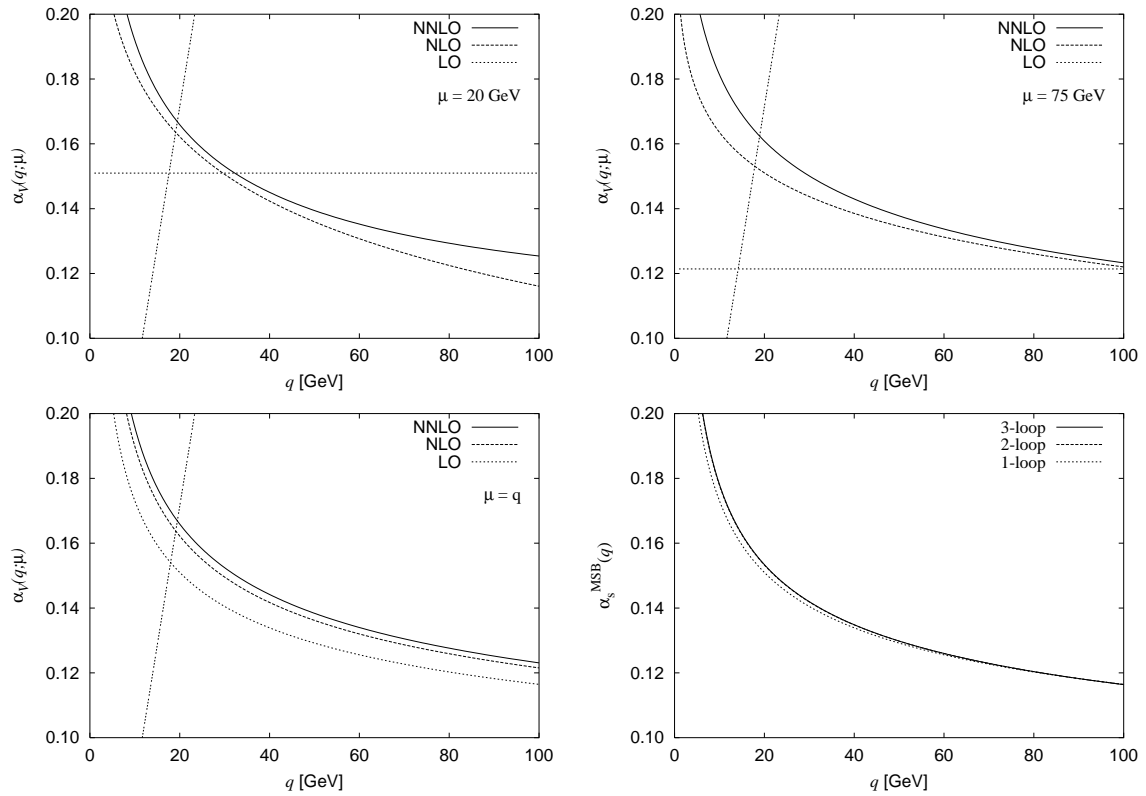 0.20
0.18
0.16
0.14
0.12
0.10
0
20
40
60
80
100
α_V(q;μ)
q [GeV]
NNLO
NLO
LO
μ = 20 GeV
0.20
0.18
0.16
0.14
0.12
0.10
0
20
40
60
80
100
α_V(q;μ)
q [GeV]
NNLO
NLO
LO
μ = 75 GeV
0.20
0.18
0.16
0.14
0.12
0.10
0
20
40
60
80
100
α_V(q;μ)
q [GeV]
NNLO
NLO
LO
μ = q
0.20
0.18
0.16
0.14
0.12
0.10
0
20
40
60
80
100
α_s^MSB(q)
q [GeV]
3-loop
2-loop
1-loop